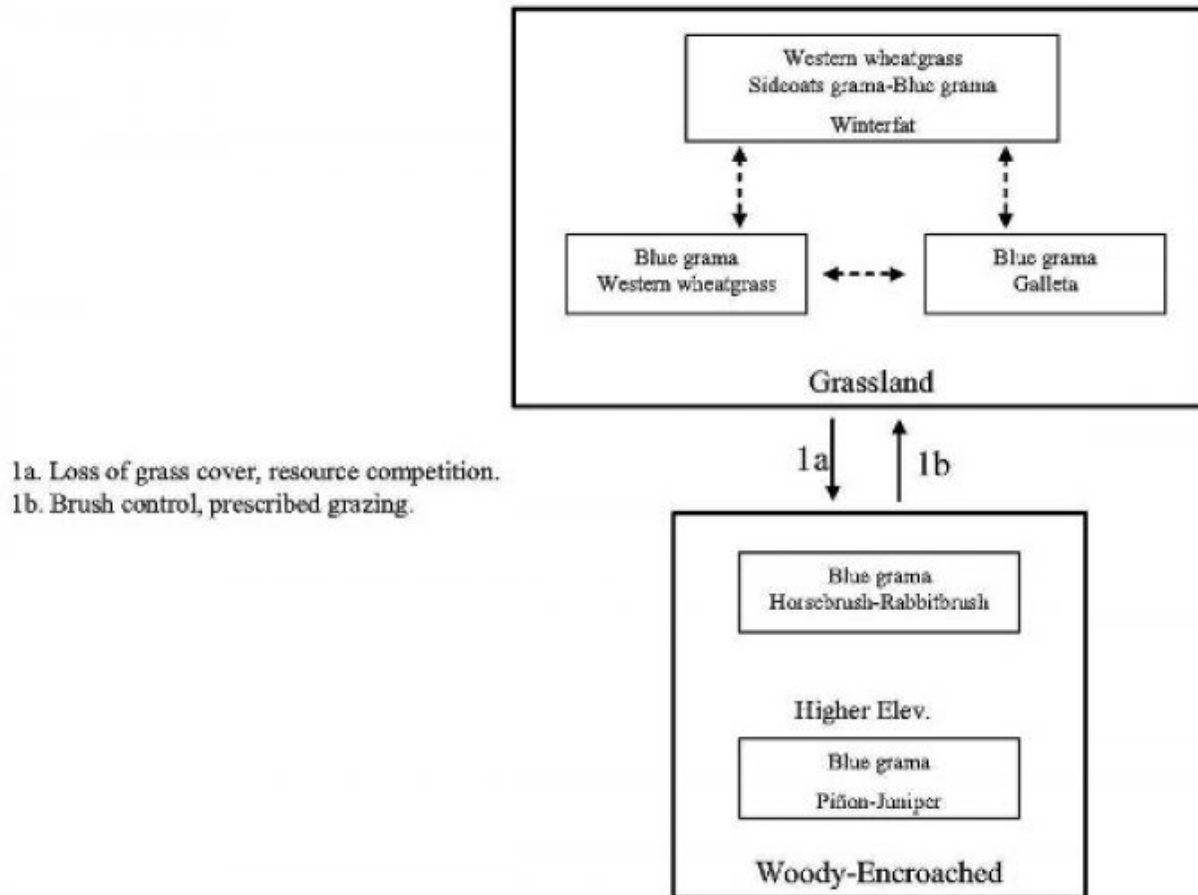 Western wheatgrass
Sideoats grama-Blue grama
Winterfat
Blue grama
Western wheatgrass
Blue grama
Galleta
Grassland
1a
1b
1a. Loss of grass cover, resource competition.
1b. Brush control, prescribed grazing.
Blue grama
Horsebrush-Rabbitbrush
Higher Elev.
Blue grama
Piñon-Juniper
Woody-Encroached